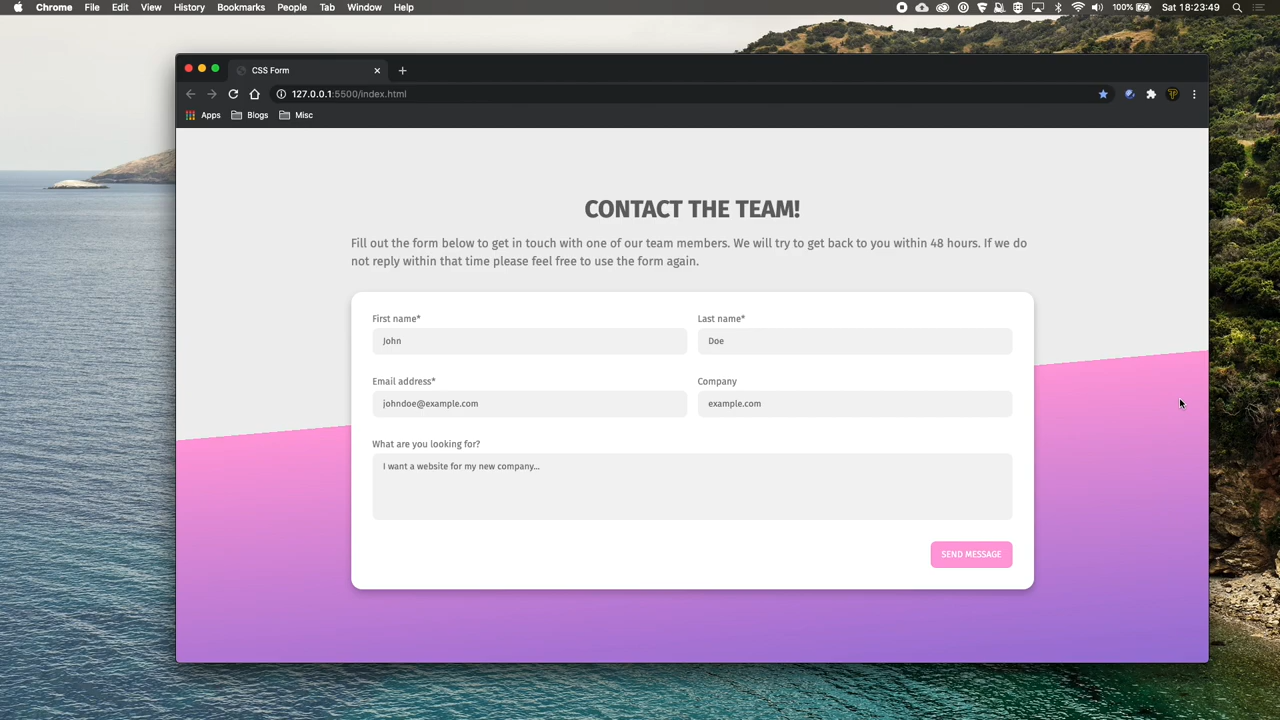 Chrome File Edit View History Bookmarks People Tab Window Help 100% Sat 18:23:49
CSS Form
127.0.0.1:5500/index.html
Apps Blogs Misc
CONTACT THE TEAM!
Fill out the form below to get in touch with one of our team members. We will try to get back to you within 48 hours. If we do
not reply within that time please feel free to use the form again.
First name* Last name*
John Doe
Email address* Company
johndoe@example.com example.com
What are you looking for?
I want a website for my new company...
SEND MESSAGE